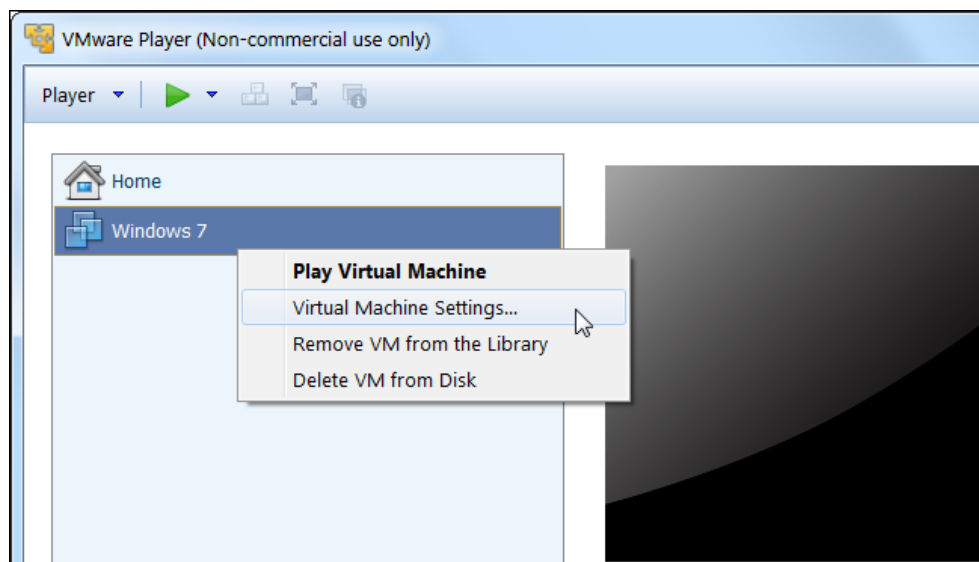 VMware Player (Non-commercial use only)
Player
Home
Windows 7
Play Virtual Machine
Virtual Machine Settings...
Remove VM from the Library
Delete VM from Disk